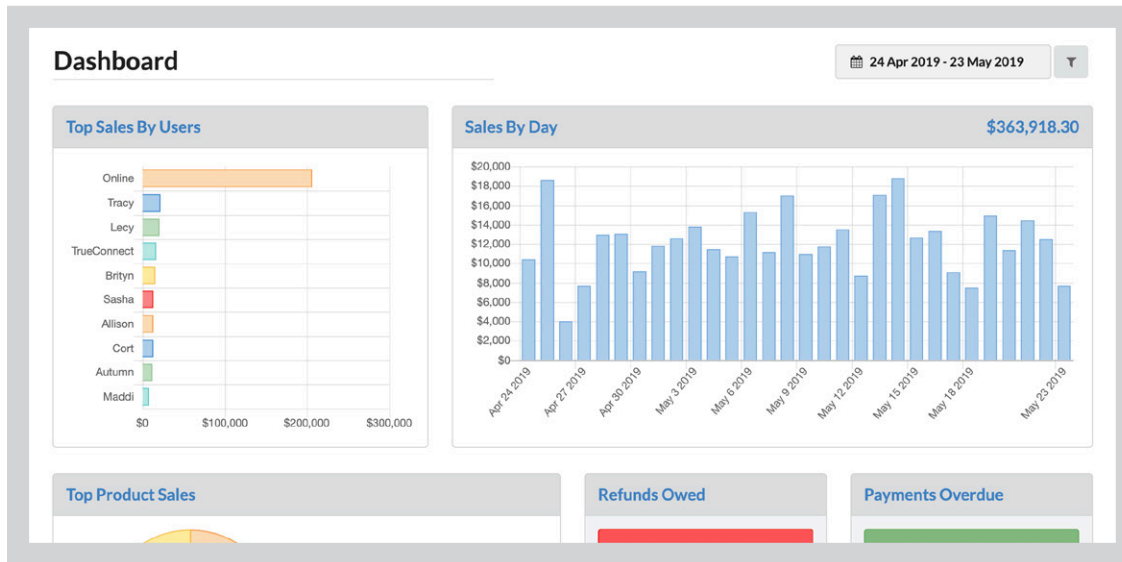 Dashboard
24 Apr 2019 - 23 May 2019
Top Sales By Users
Online
Tracy
Lecy
TrueConnect
Brityn
Sasha
Allison
Cort
Autumn
Maddi
$0 $100,000 $200,000 $300,000
Sales By Day $363,918.30
$20,000
$18,000
$16,000
$14,000
$12,000
$10,000
$8,000
$6,000
$4,000
$2,000
$0
Apr 24 2019 Apr 27 2019 Apr 30 2019 May 3 2019 May 6 2019 May 9 2019 May 12 2019 May 15 2019 May 18 2019 May 23 2019
Top Product Sales
Refunds Owed
Payments Overdue